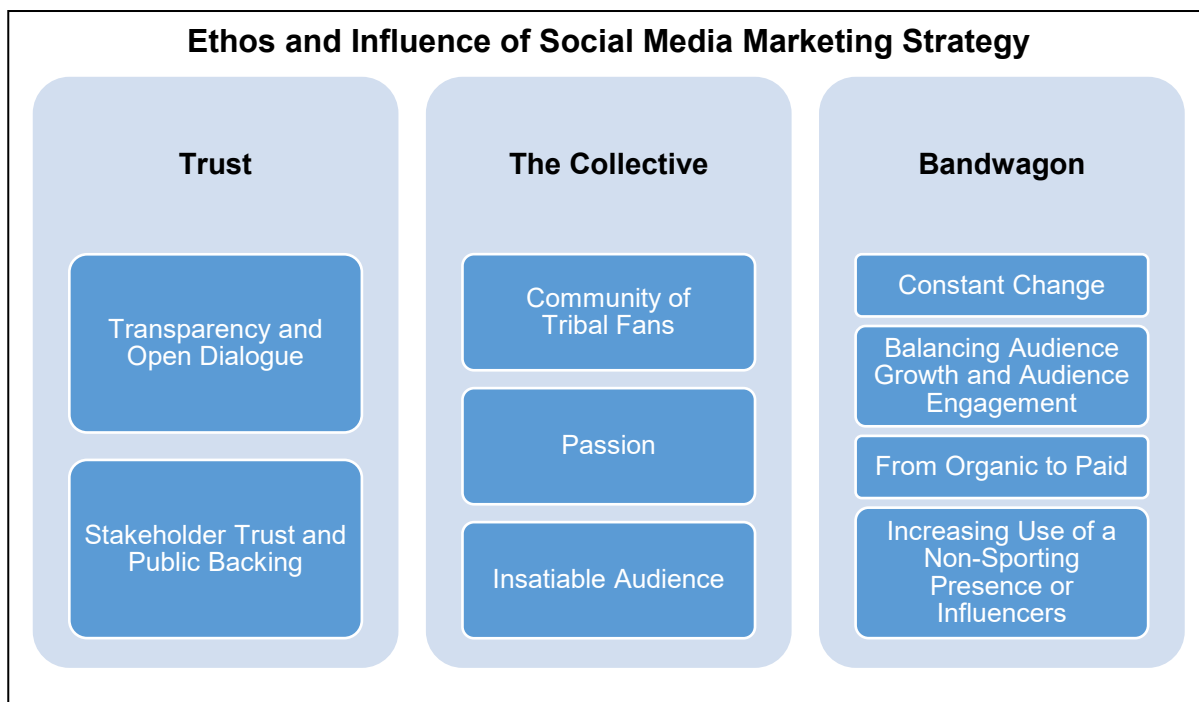 Ethos and Influence of Social Media Marketing Strategy
Trust
Transparency and
Open Dialogue
Stakeholder Trust and
Public Backing
The Collective
Community of
Tribal Fans
Passion
Insatiable Audience
Bandwagon
Constant Change
Balancing Audience
Growth and Audience
Engagement
From Organic to Paid
Increasing Use of a
Non-Sporting
Presence or
Influencers